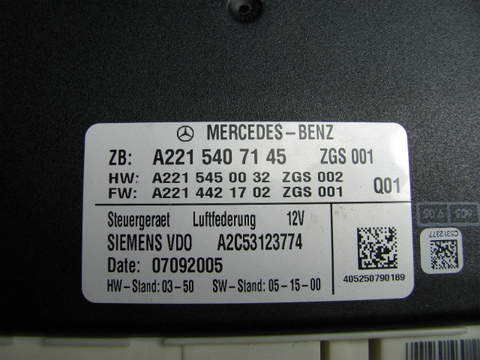 MERCEDES-BENZ
ZB: A221 540 71 45 ZGS 001
HW: A221 545 00 32 ZGS 002
FW: A221 442 17 02 ZGS 001 Q01
Steuergeraet Luftfederung 12V
SIEMENS VDO A2C53123774
Date: 07092005
HW-Stand: 03-50 SW-Stand: 05-15-00
405250790189
C5312377